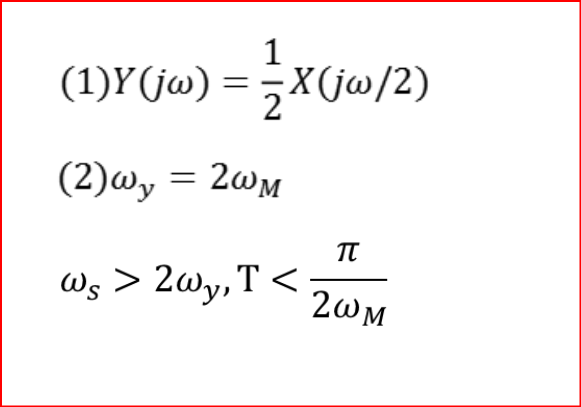 (1)Y(jω) = 1/2 X(jω/2)
(2)ω_y = 2ω_M
ω_s > 2ω_y, T < π/(2ω_M)